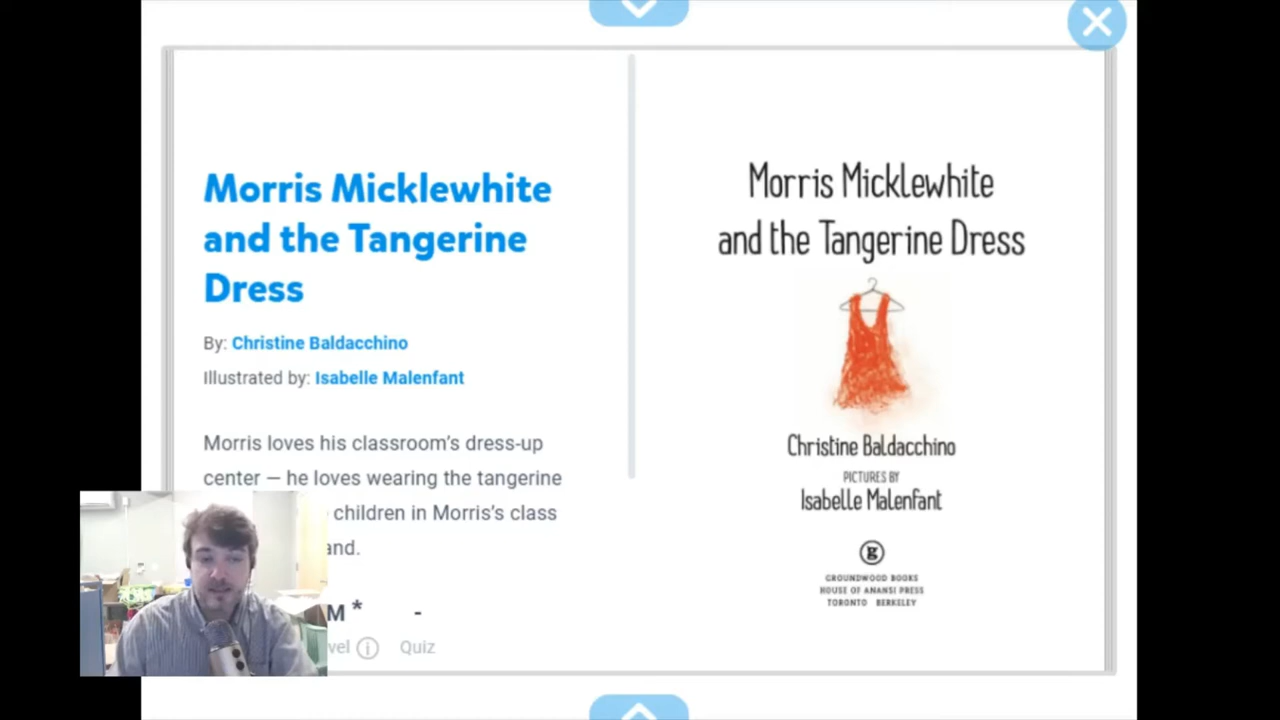 Morris Micklewhite
and the Tangerine
Dress
By: Christine Baldacchino
Illustrated by: Isabelle Malenfant
Morris loves his classroom's dress-up
center — he loves wearing the tangerine
children in Morris's class
and.
M * -
vel i Quiz
Morris Micklewhite
and the Tangerine Dress
Christine Baldacchino
PICTURES BY
Isabelle Malenfant
g
GROUNDWOOD BOOKS
HOUSE OF ANANSI PRESS
TORONTO BERKELEY